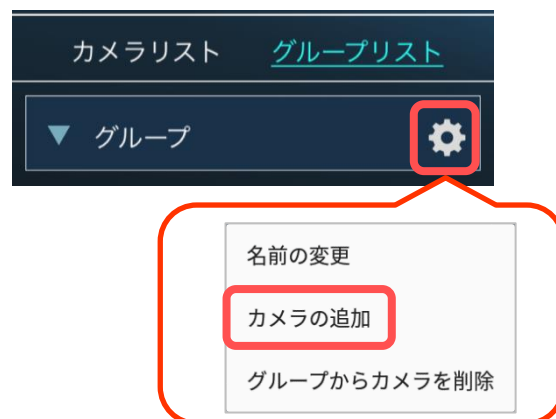 カメラリスト グループリスト
グループ
名前の変更
カメラの追加
グループからカメラを削除